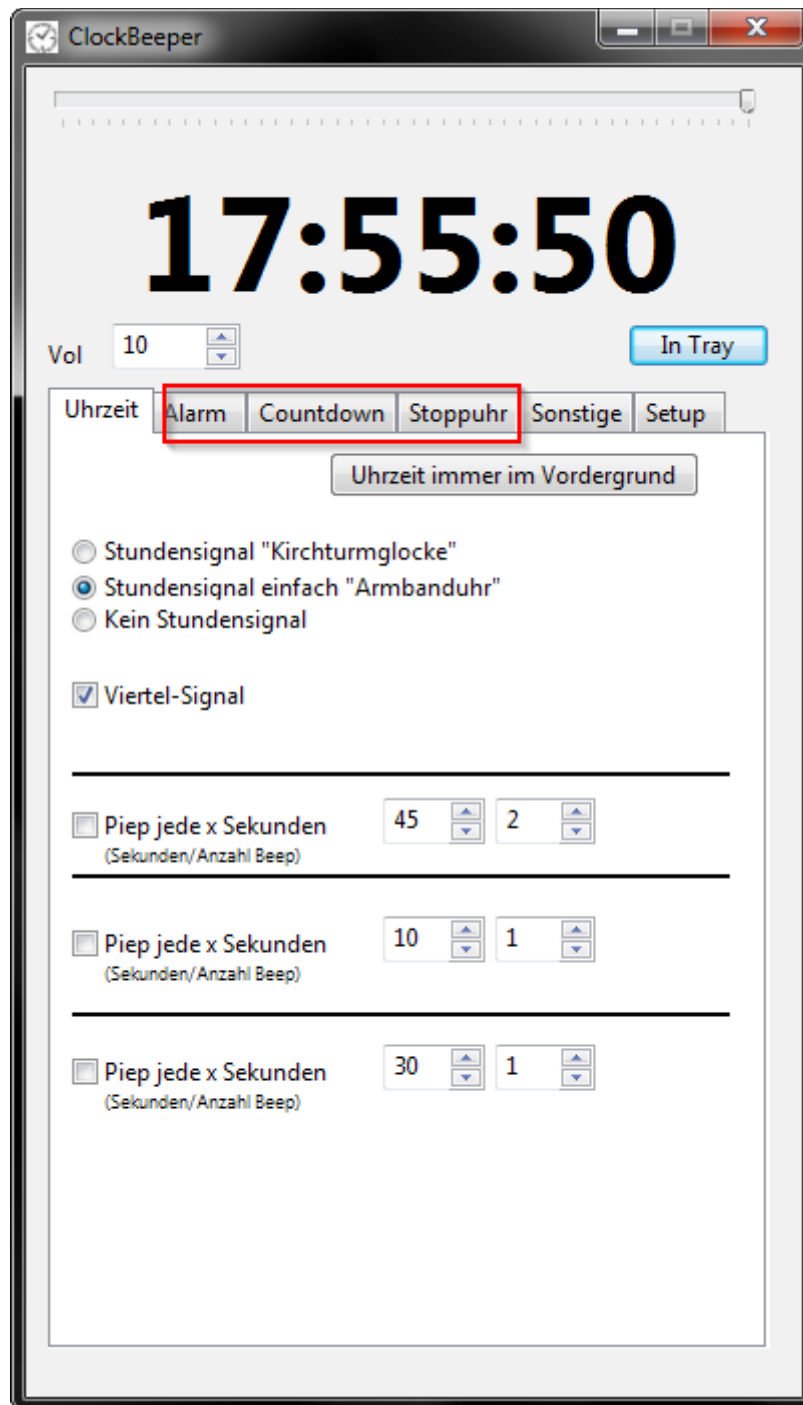 ClockBeeper
17:55:50
Vol 10 In Tray
Uhrzeit Alarm Countdown Stoppuhr Sonstige Setup
Uhrzeit immer im Vordergrund
Stundensignal "Kirchturmglocke"
Stundensignal einfach "Armbanduhr"
Kein Stundensignal
Viertel-Signal
Piep jede x Sekunden 45 2
(Sekunden/Anzahl Beep)
Piep jede x Sekunden 10 1
(Sekunden/Anzahl Beep)
Piep jede x Sekunden 30 1
(Sekunden/Anzahl Beep)